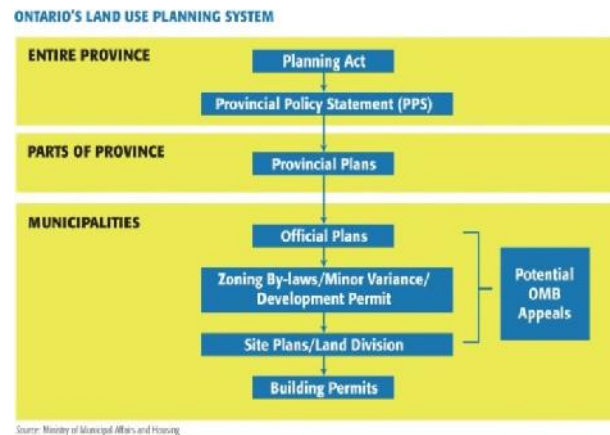 ONTARIO'S LAND USE PLANNING SYSTEM
ENTIRE PROVINCE
Planning Act
Provincial Policy Statement (PPS)
PARTS OF PROVINCE
Provincial Plans
MUNICIPALITIES
Official Plans
Zoning By-laws/Minor Variance/
Development Permit
Site Plans/Land Division
Building Permits
Potential
OMB
Appeals
Source: Ministry of Municipal Affairs and Housing